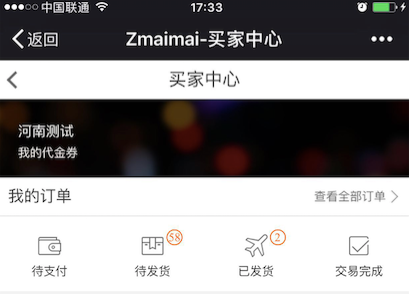 中国联通 17:33
返回 Zmaimai-买家中心
买家中心
河南测试
我的代金券
我的订单 查看全部订单
58 2
待支付 待发货 已发货 交易完成